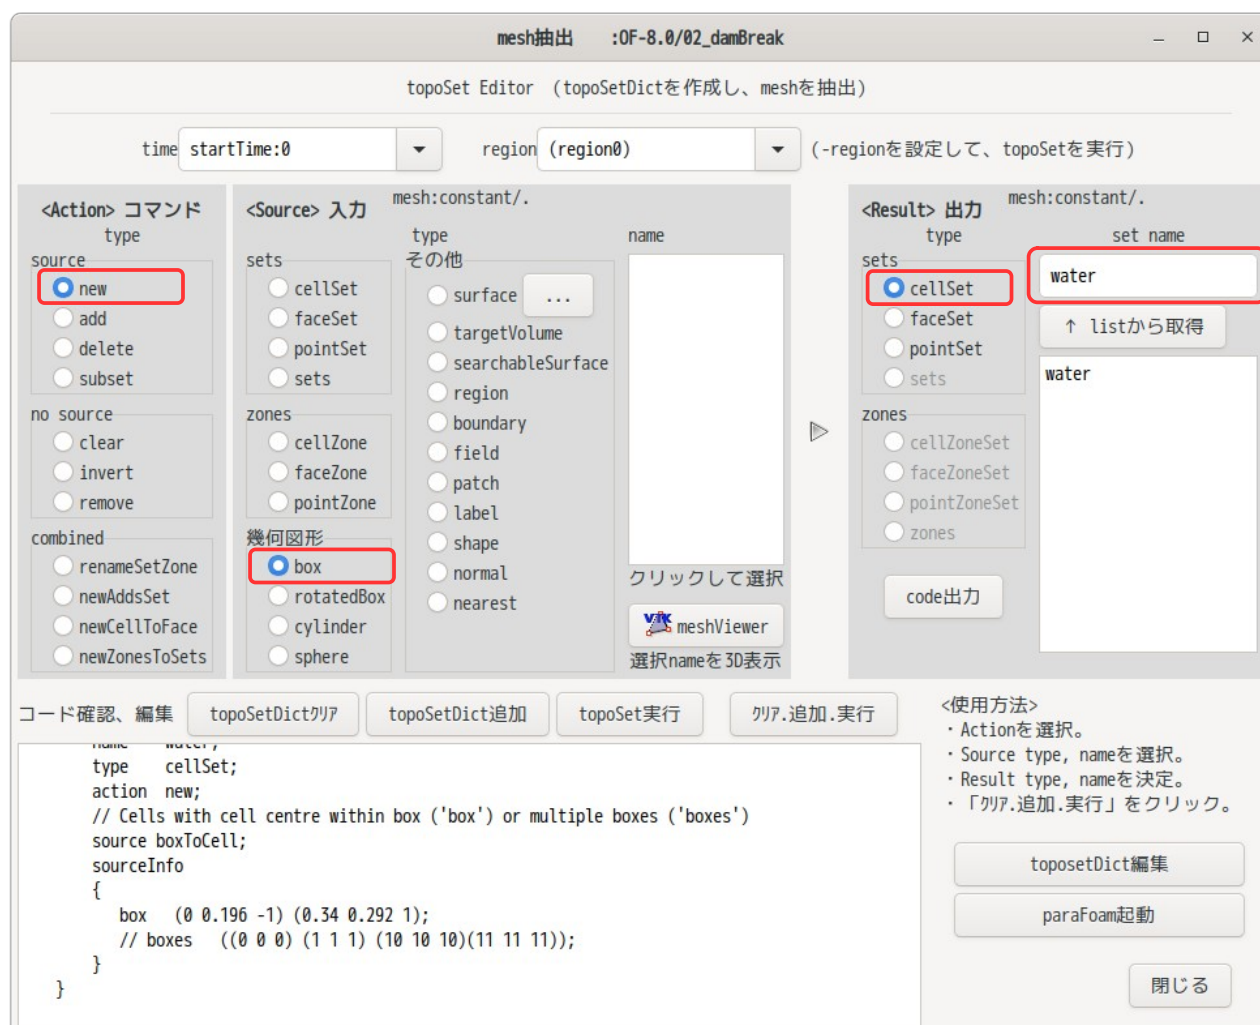 mesh抽出　　:OF-8.0/02_damBreak
topoSet Editor （topoSetDictを作成し、meshを抽出）
time startTime:0 region (region0) (-regionを設定して、topoSetを実行)
<Action> コマンド
type
source
new
add
delete
subset
no source
clear
invert
remove
combined
renameSetZone
newAddsSet
newCellToFace
newZonesToSets
<Source> 入力
mesh:constant/.
sets
cellSet
faceSet
pointSet
sets
zones
cellZone
faceZone
pointZone
幾何図形
box
rotatedBox
cylinder
sphere
type
その他
surface ...
targetVolume
searchableSurface
region
boundary
field
patch
label
shape
normal
nearest
name
クリックして選択
VTK meshViewer
選択nameを3D表示
<Result> 出力
mesh:constant/.
type
sets
cellSet
faceSet
pointSet
sets
zones
cellZoneSet
faceZoneSet
pointZoneSet
zones
code出力
set name
water
↑ listから取得
water
コード確認、編集 topoSetDictｸﾘｱ topoSetDict追加 topoSet実行 ｸﾘｱ.追加.実行
name water;
type cellSet;
action new;
// Cells with cell centre within box ('box') or multiple boxes ('boxes')
source boxToCell;
sourceInfo
{
box (0 0.196 -1) (0.34 0.292 1);
// boxes ((0 0 0) (1 1 1) (10 10 10)(11 11 11));
}
}
<使用方法>
・Actionを選択。
・Source type, nameを選択。
・Result type, nameを決定。
・「ｸﾘｱ.追加.実行」をクリック。
toposetDict編集
paraFoam起動
閉じる